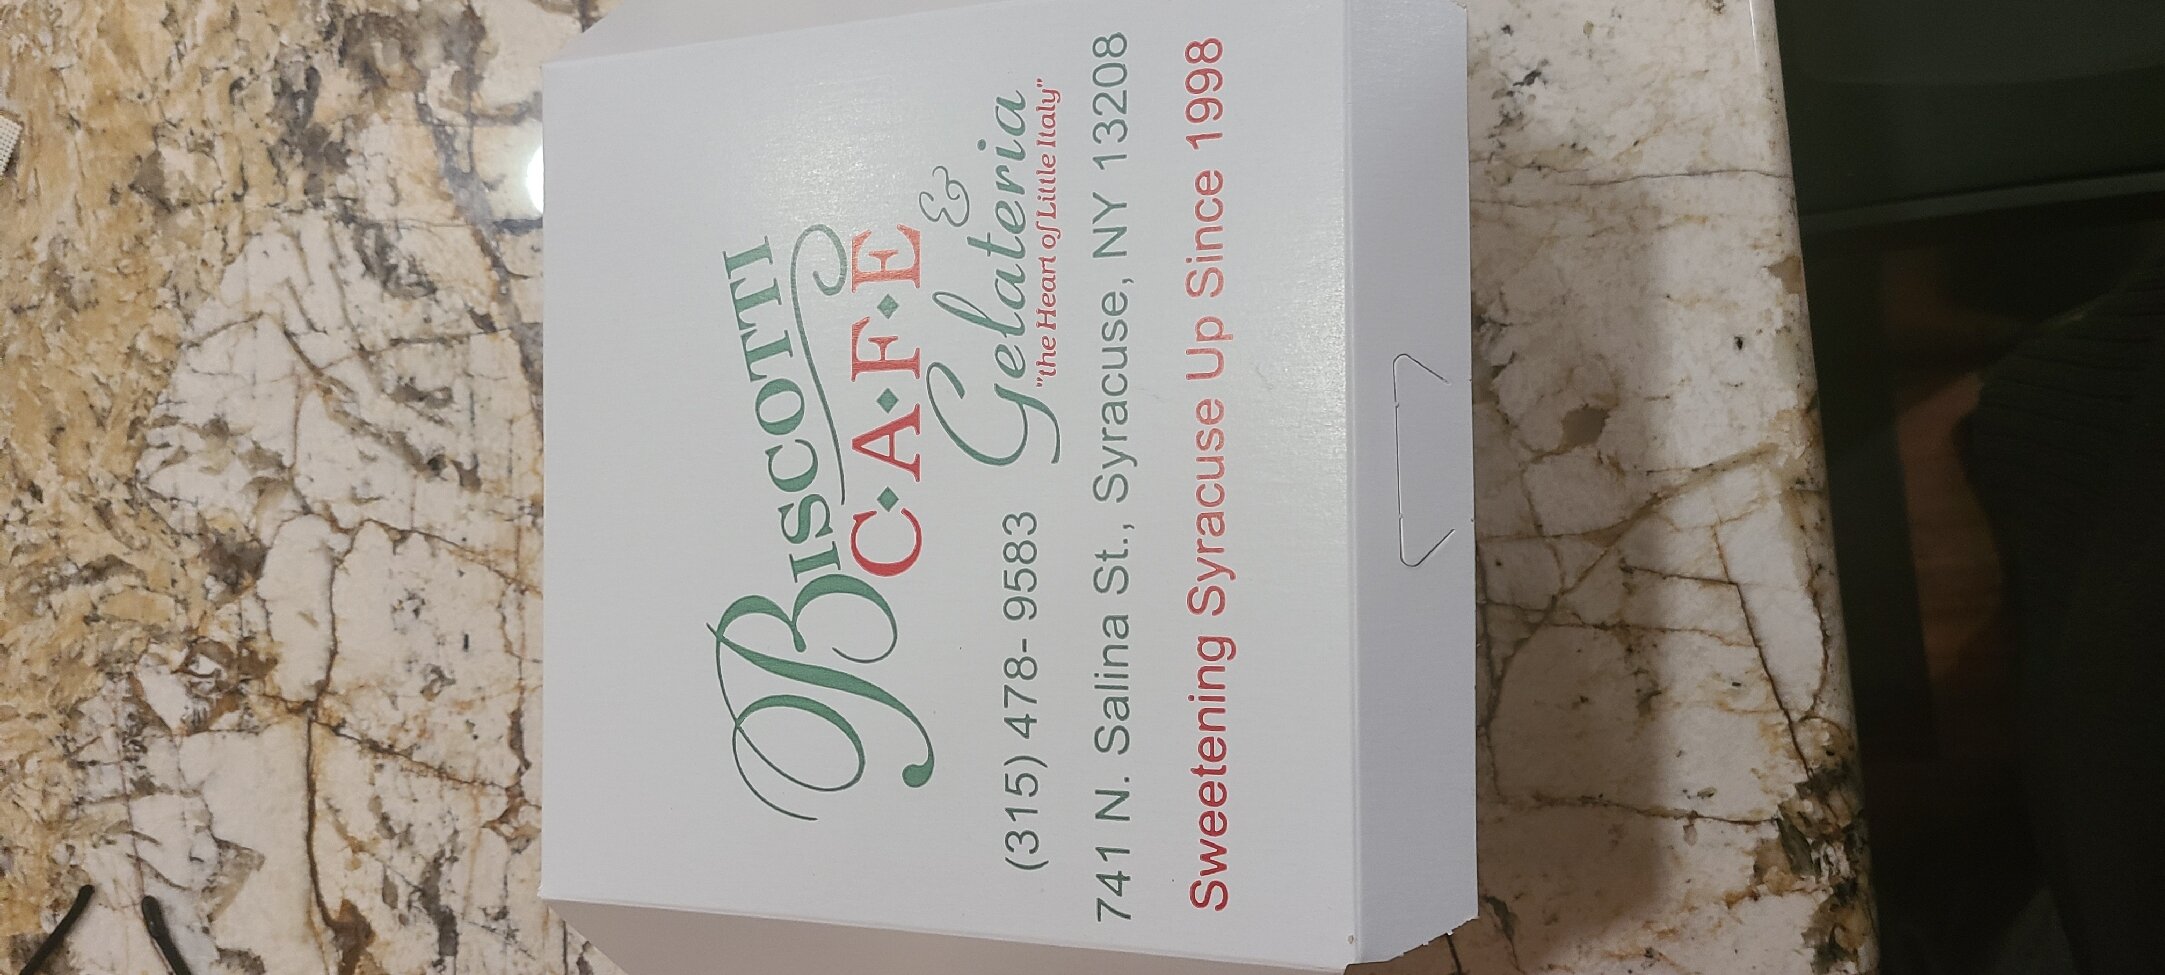 BISCOTTI
C•A•F•E
&
Gelateria
"the Heart of Little Italy"
(315) 478- 9583
741 N. Salina St., Syracuse, NY 13208
Sweetening Syracuse Up Since 1998